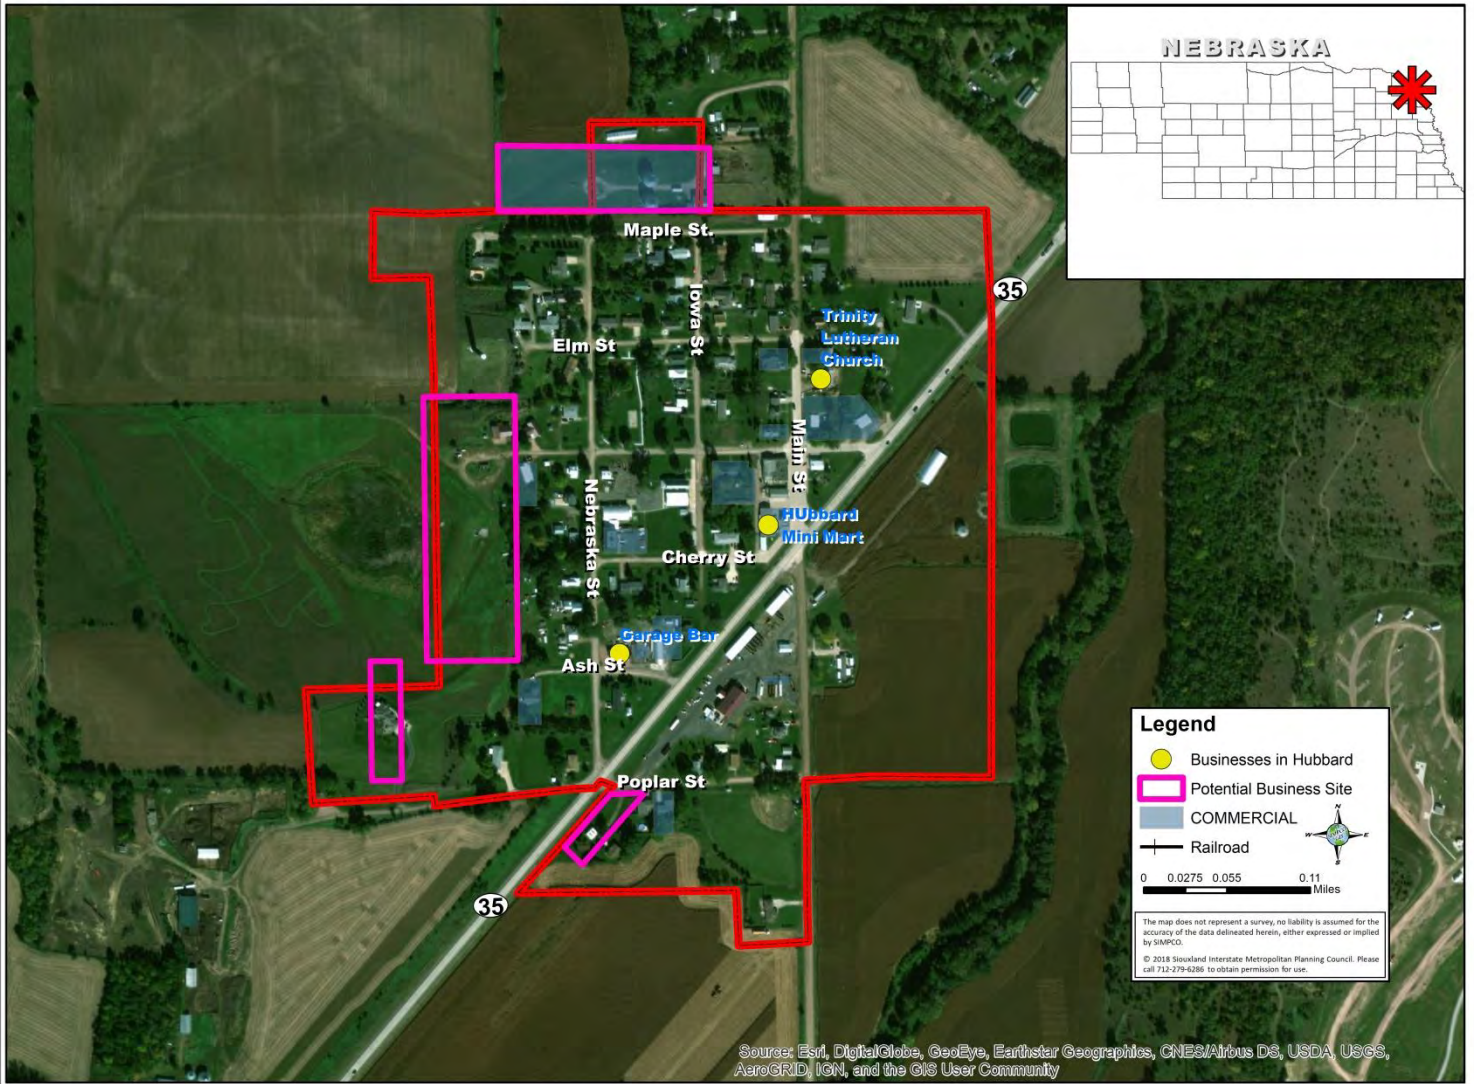 NEBRASKA
Maple St.
35
Iowa St
Trinity
Lutheran
Church
Elm St
Main St
Nebraska St
HUbbard
Mini Mart
Cherry St
Garage Bar
Ash St
Poplar St
35
Legend
Businesses in Hubbard
Potential Business Site
COMMERCIAL
Railroad
N
W
E
S
0 0.0275 0.055 0.11
Miles
The map does not represent a survey, no liability is assumed for the
accuracy of the data delineated herein, either expressed or implied
by SIMPCO.
© 2018 Siouxland Interstate Metropolitan Planning Council. Please
call 712-279-6286 to obtain permission for use.
Source: Esri, DigitalGlobe, GeoEye, Earthstar Geographics, CNES/Airbus DS, USDA, USGS,
AeroGRID, IGN, and the GIS User Community